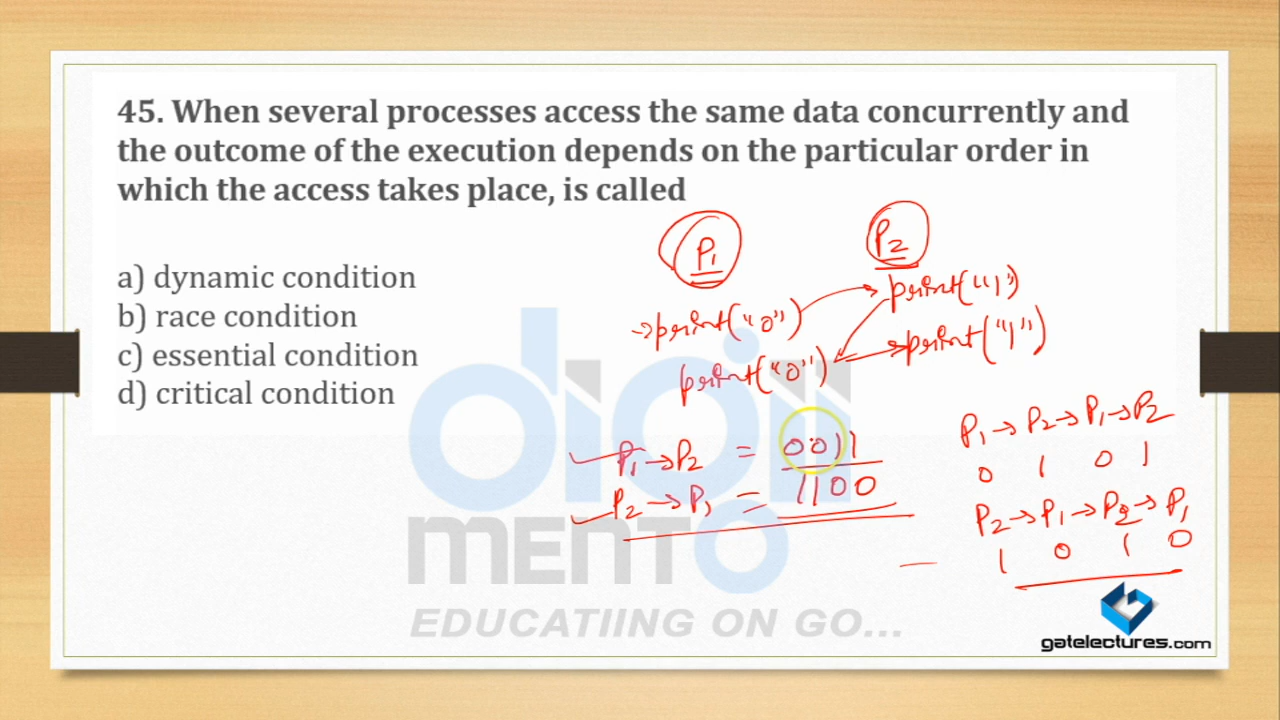 45. When several processes access the same data concurrently and
the outcome of the execution depends on the particular order in
which the access takes place, is called
a) dynamic condition
b) race condition
c) essential condition
d) critical condition
P1
P2
→print("0")
print("1")
print("0")
→print("1")
P1→P2 = 0011
P2→P1 = 1100
P1→P2→P1→P2
0 1 0 1
P2→P1→P2→P1
1 0 1 0
digii
MENTO
EDUCATIING ON GO...
gatelectures.com